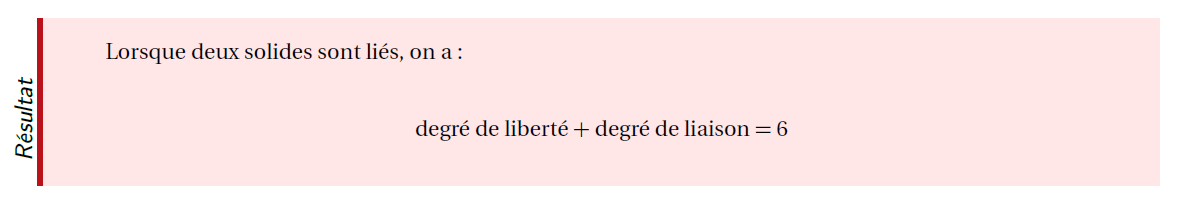 Résultat
Lorsque deux solides sont liés, on a :
degré de liberté + degré de liaison = 6